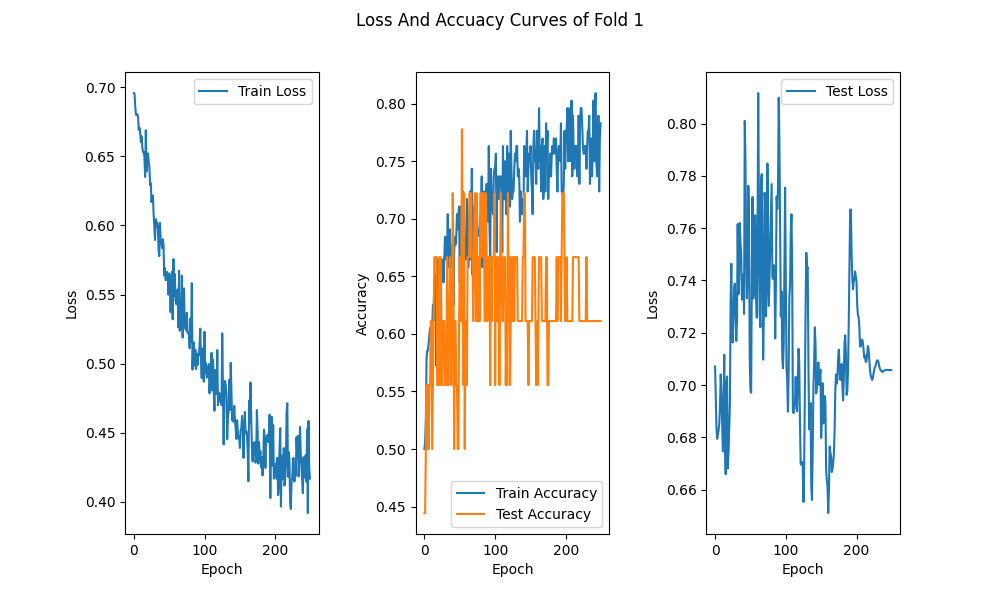 Loss And Accuacy Curves of Fold 1
Train Loss
0.70
0.65
0.60
0.55
0.50
0.45
0.40
Loss
0
100
200
Epoch
0.80
0.75
0.70
0.65
0.60
0.55
0.50
0.45
Accuracy
Train Accuracy
Test Accuracy
0
100
200
Epoch
Test Loss
0.80
0.78
0.76
0.74
0.72
0.70
0.68
0.66
Loss
0
100
200
Epoch